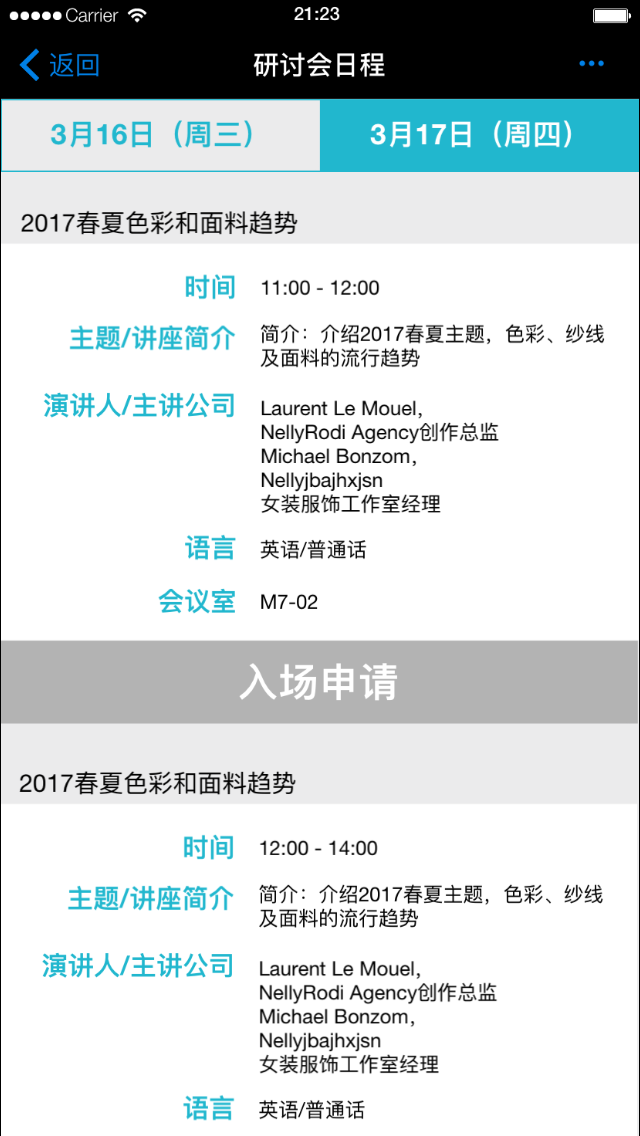 Carrier
21:23
返回
研讨会日程
3月16日（周三）
3月17日（周四）
2017春夏色彩和面料趋势
时间
11:00 - 12:00
主题/讲座简介
简介：介绍2017春夏主题，色彩、纱线
及面料的流行趋势
演讲人/主讲公司
Laurent Le Mouel，
NellyRodi Agency创作总监
Michael Bonzom，
Nellyjbajhxjsn
女装服饰工作室经理
语言
英语/普通话
会议室
M7-02
入场申请
2017春夏色彩和面料趋势
时间
12:00 - 14:00
主题/讲座简介
简介：介绍2017春夏主题，色彩、纱线
及面料的流行趋势
演讲人/主讲公司
Laurent Le Mouel，
NellyRodi Agency创作总监
Michael Bonzom，
Nellyjbajhxjsn
女装服饰工作室经理
语言
英语/普通话